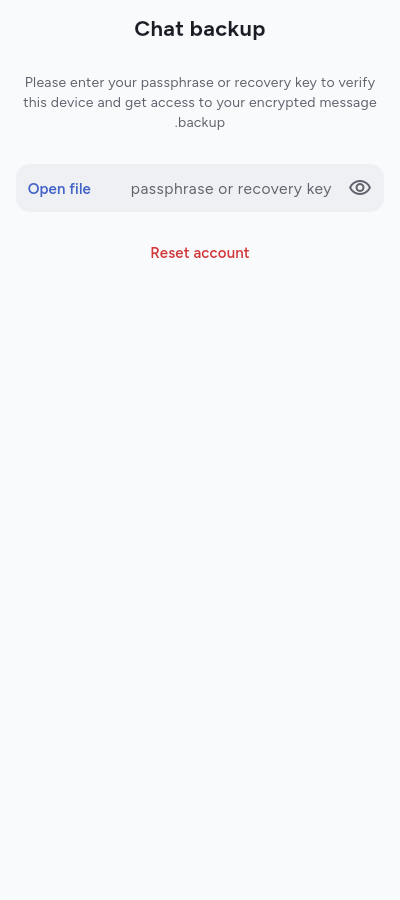 Chat backup
Please enter your passphrase or recovery key to verify
this device and get access to your encrypted message
.backup
Open file passphrase or recovery key
Reset account